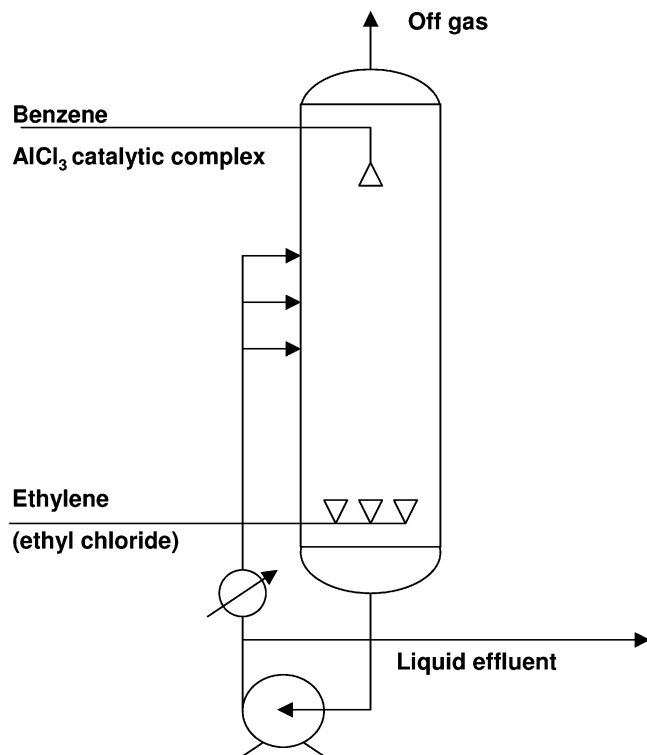 Off gas
Benzene
AlCl₃ catalytic complex
Ethylene
(ethyl chloride)
Liquid effluent